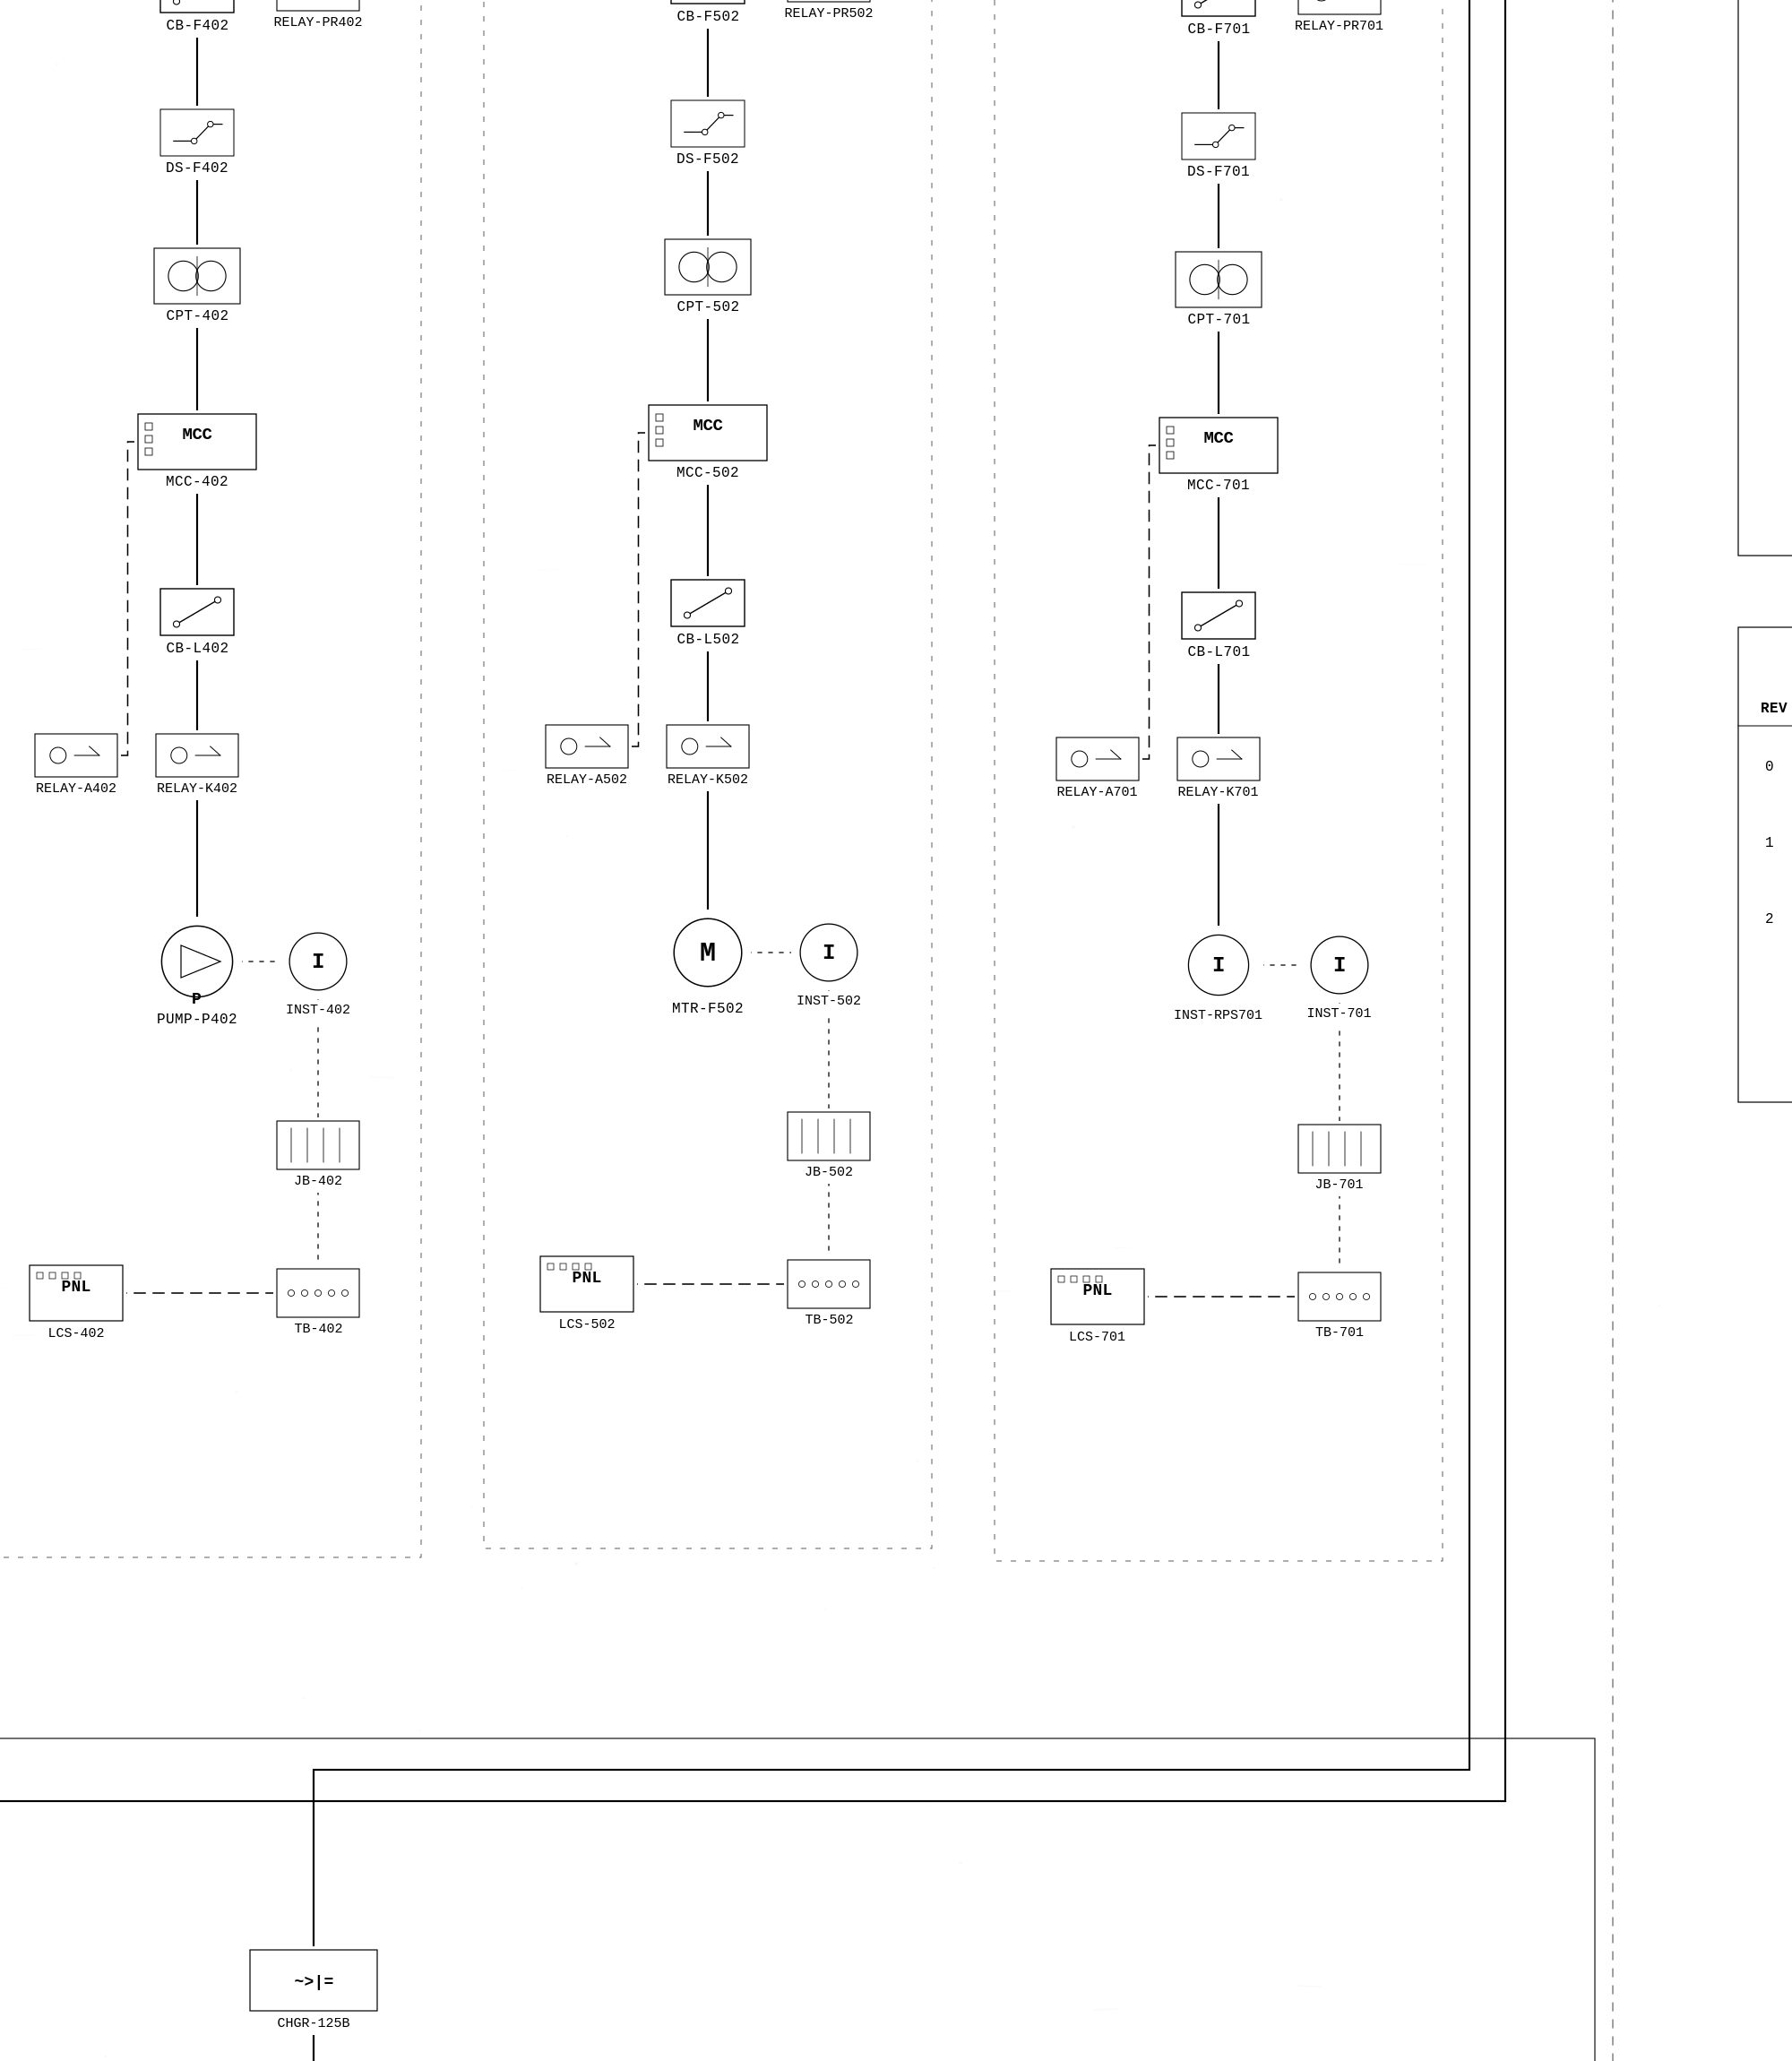 CB-F402
RELAY-PR402
CB-F502
RELAY-PR502
CB-F701
RELAY-PR701
DS-F402
DS-F502
DS-F701
CPT-402
CPT-502
CPT-701
MCC
MCC-402
MCC
MCC-502
MCC
MCC-701
CB-L402
CB-L502
CB-L701
REV
0
1
2
RELAY-A402
RELAY-K402
RELAY-A502
RELAY-K502
RELAY-A701
RELAY-K701
P
PUMP-P402
I
INST-402
M
MTR-F502
I
INST-502
I
INST-RPS701
I
INST-701
JB-402
JB-502
JB-701
PNL
LCS-402
TB-402
PNL
LCS-502
TB-502
PNL
LCS-701
TB-701
~>|=
CHGR-125B